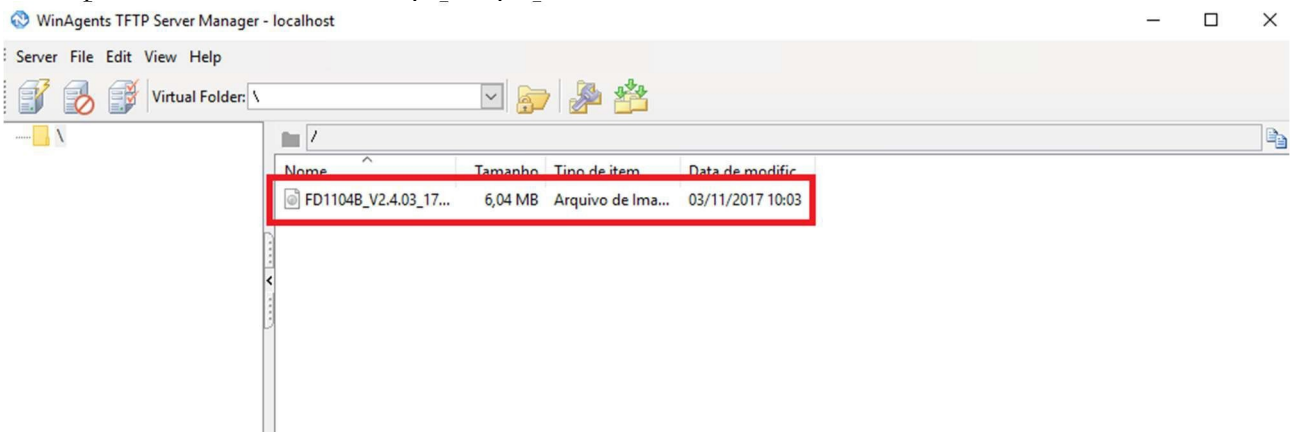 WinAgents TFTP Server Manager - localhost
Server File Edit View Help
Virtual Folder: \
\
/
Nome Tamanho Tipo de item Data de modific...
FD1104B_V2.4.03_17... 6,04 MB Arquivo de Ima... 03/11/2017 10:03